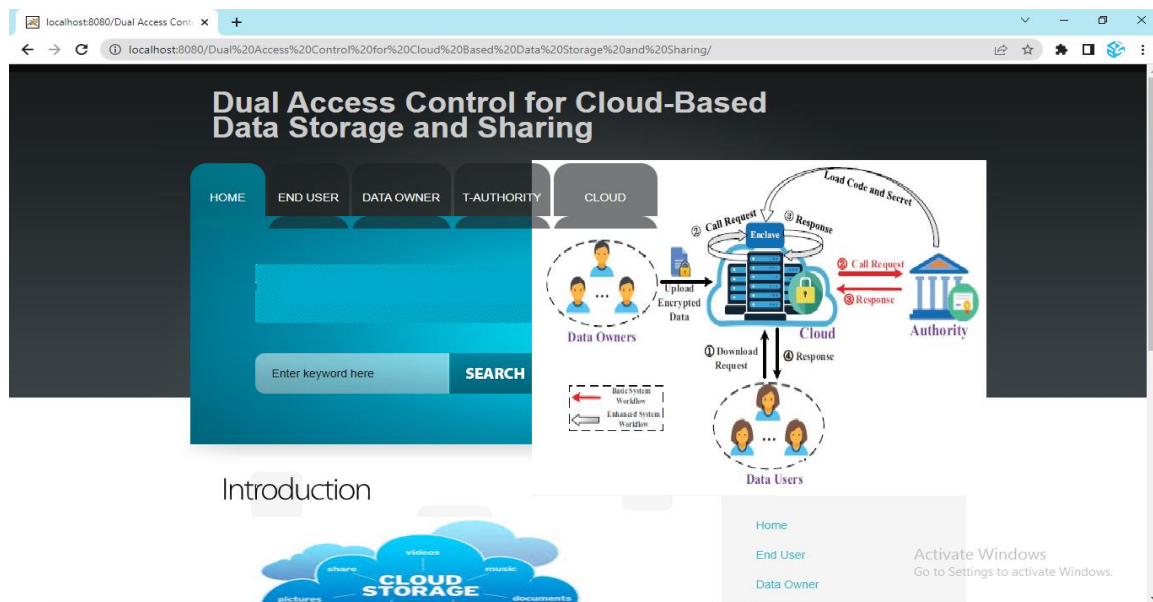 localhost:8080/Dual Access Conti
localhost:8080/Dual%20Access%20Control%20for%20Cloud%20Based%20Data%20Storage%20and%20Sharing/
Dual Access Control for Cloud-Based
Data Storage and Sharing
HOME
END USER
DATA OWNER
T-AUTHORITY
CLOUD
Load Code and Secret
② Call Request
③ Response
Enclave
② Call Request
③ Response
Upload
Encrypted
Data
Data Owners
Cloud
Authority
① Download
Request
④ Response
Basic System
Workflow
Enhanced System
Workflow
Data Users
Enter keyword here
SEARCH
Introduction
videos
share
music
CLOUD
STORAGE
pictures
documents
Home
End User
Data Owner
Activate Windows
Go to Settings to activate Windows.